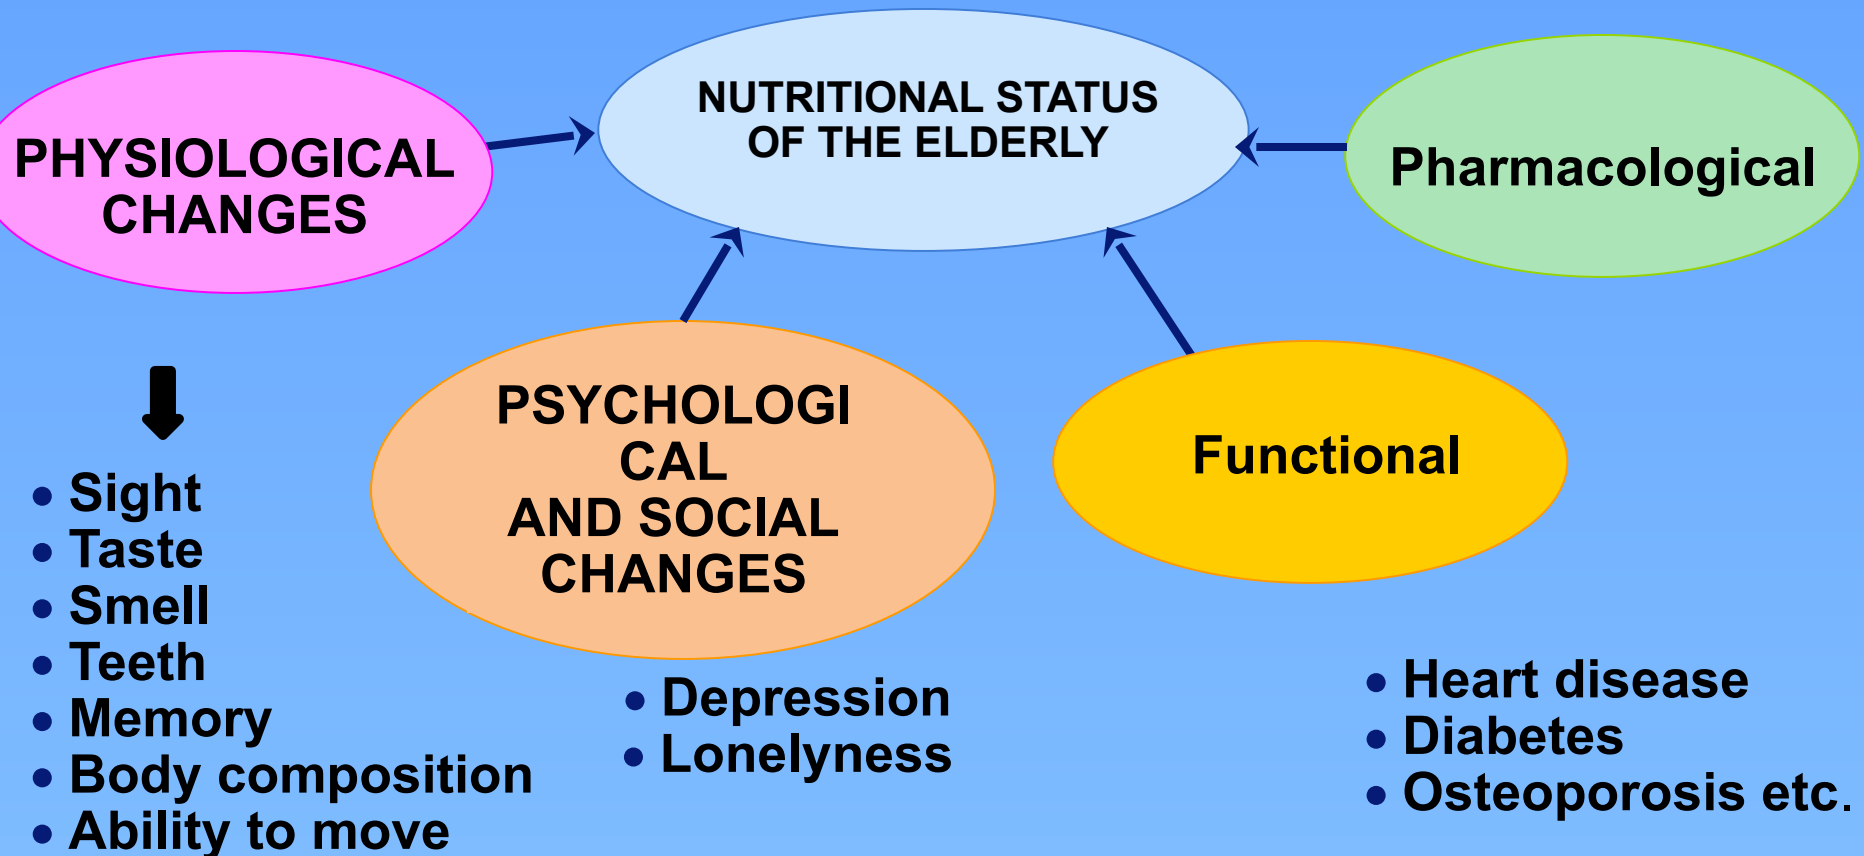 NUTRITIONAL STATUS
OF THE ELDERLY
PHYSIOLOGICAL
CHANGES
Pharmacological
PSYCHOLOGI
CAL
AND SOCIAL
CHANGES
Functional
• Sight
• Taste
• Smell
• Teeth
• Memory
• Body composition
• Ability to move
• Depression
• Lonelyness
• Heart disease
• Diabetes
• Osteoporosis etc.